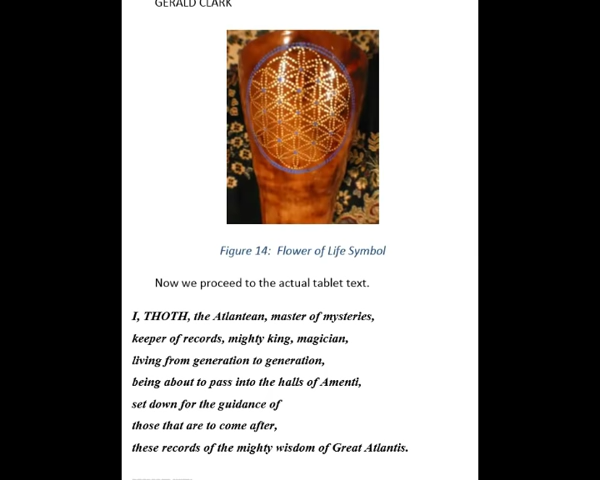 GERALD CLARK
Figure 14: Flower of Life Symbol
Now we proceed to the actual tablet text.
I, THOTH, the Atlantean, master of mysteries,
keeper of records, mighty king, magician,
living from generation to generation,
being about to pass into the halls of Amenti,
set down for the guidance of
those that are to come after,
these records of the mighty wisdom of Great Atlantis.